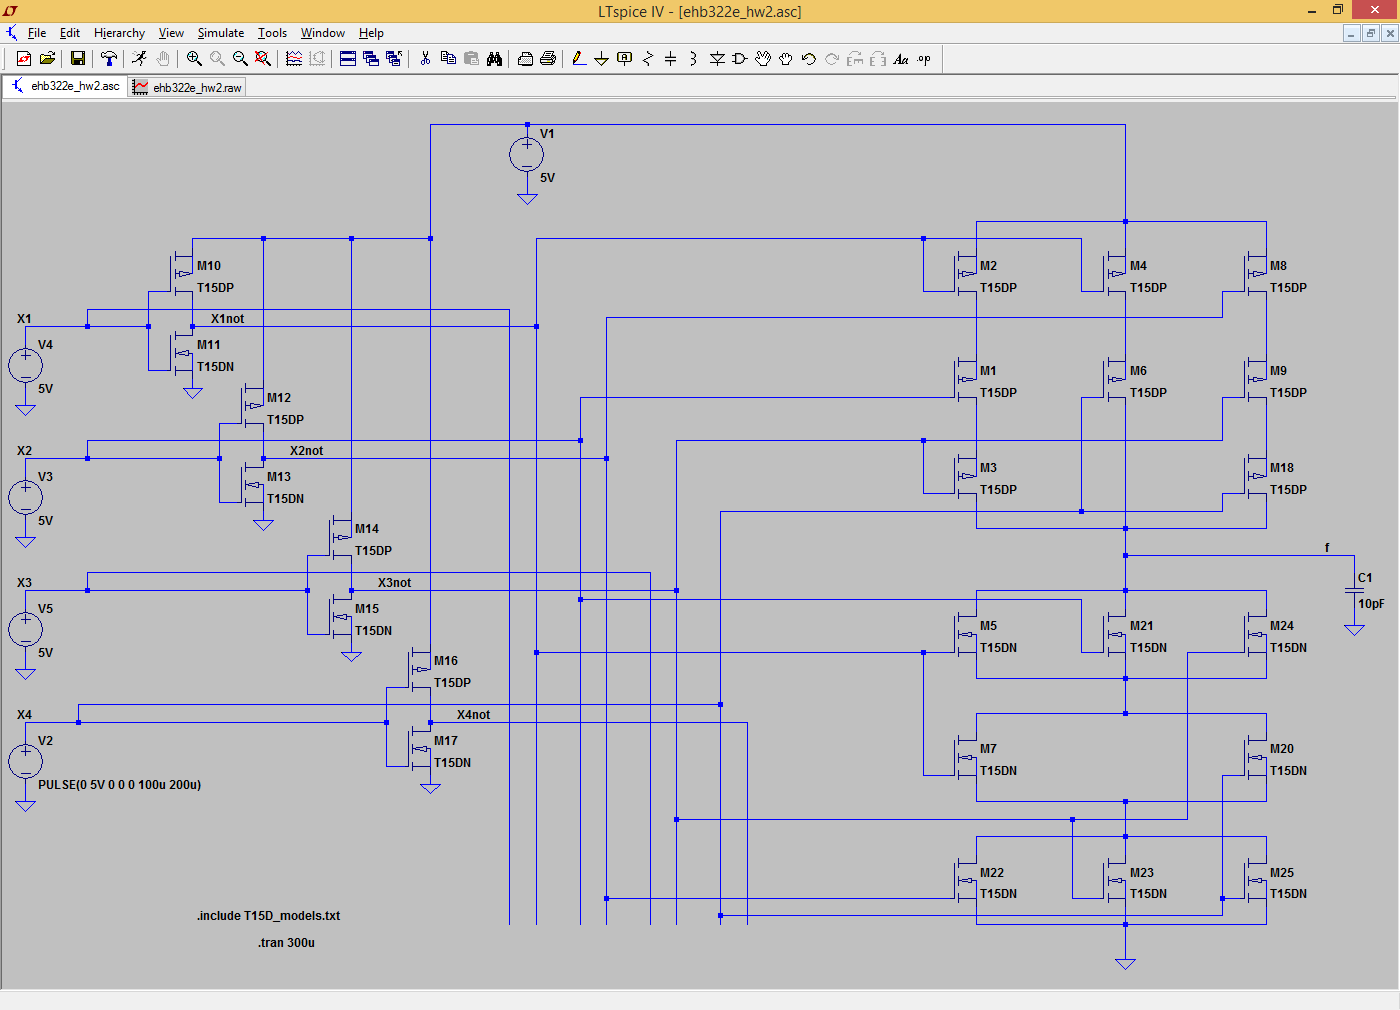 LTspice IV - [ehb322e_hw2.asc]
File Edit Hierarchy View Simulate Tools Window Help
Aa .op
ehb322e_hw2.asc ehb322e_hw2.raw
V1
5V
M10
T15DP
X1
X1not
V4
5V
M11
T15DN
M12
T15DP
X2
X2not
V3
5V
M13
T15DN
M14
T15DP
X3
X3not
V5
5V
M15
T15DN
M16
T15DP
X4
X4not
V2
PULSE(0 5V 0 0 0 100u 200u)
M17
T15DN
.include T15D_models.txt
.tran 300u
M2
T15DP
M4
T15DP
M8
T15DP
M1
T15DP
M6
T15DP
M9
T15DP
M3
T15DP
M18
T15DP
f
C1
10pF
M5
T15DN
M21
T15DN
M24
T15DN
M7
T15DN
M20
T15DN
M22
T15DN
M23
T15DN
M25
T15DN